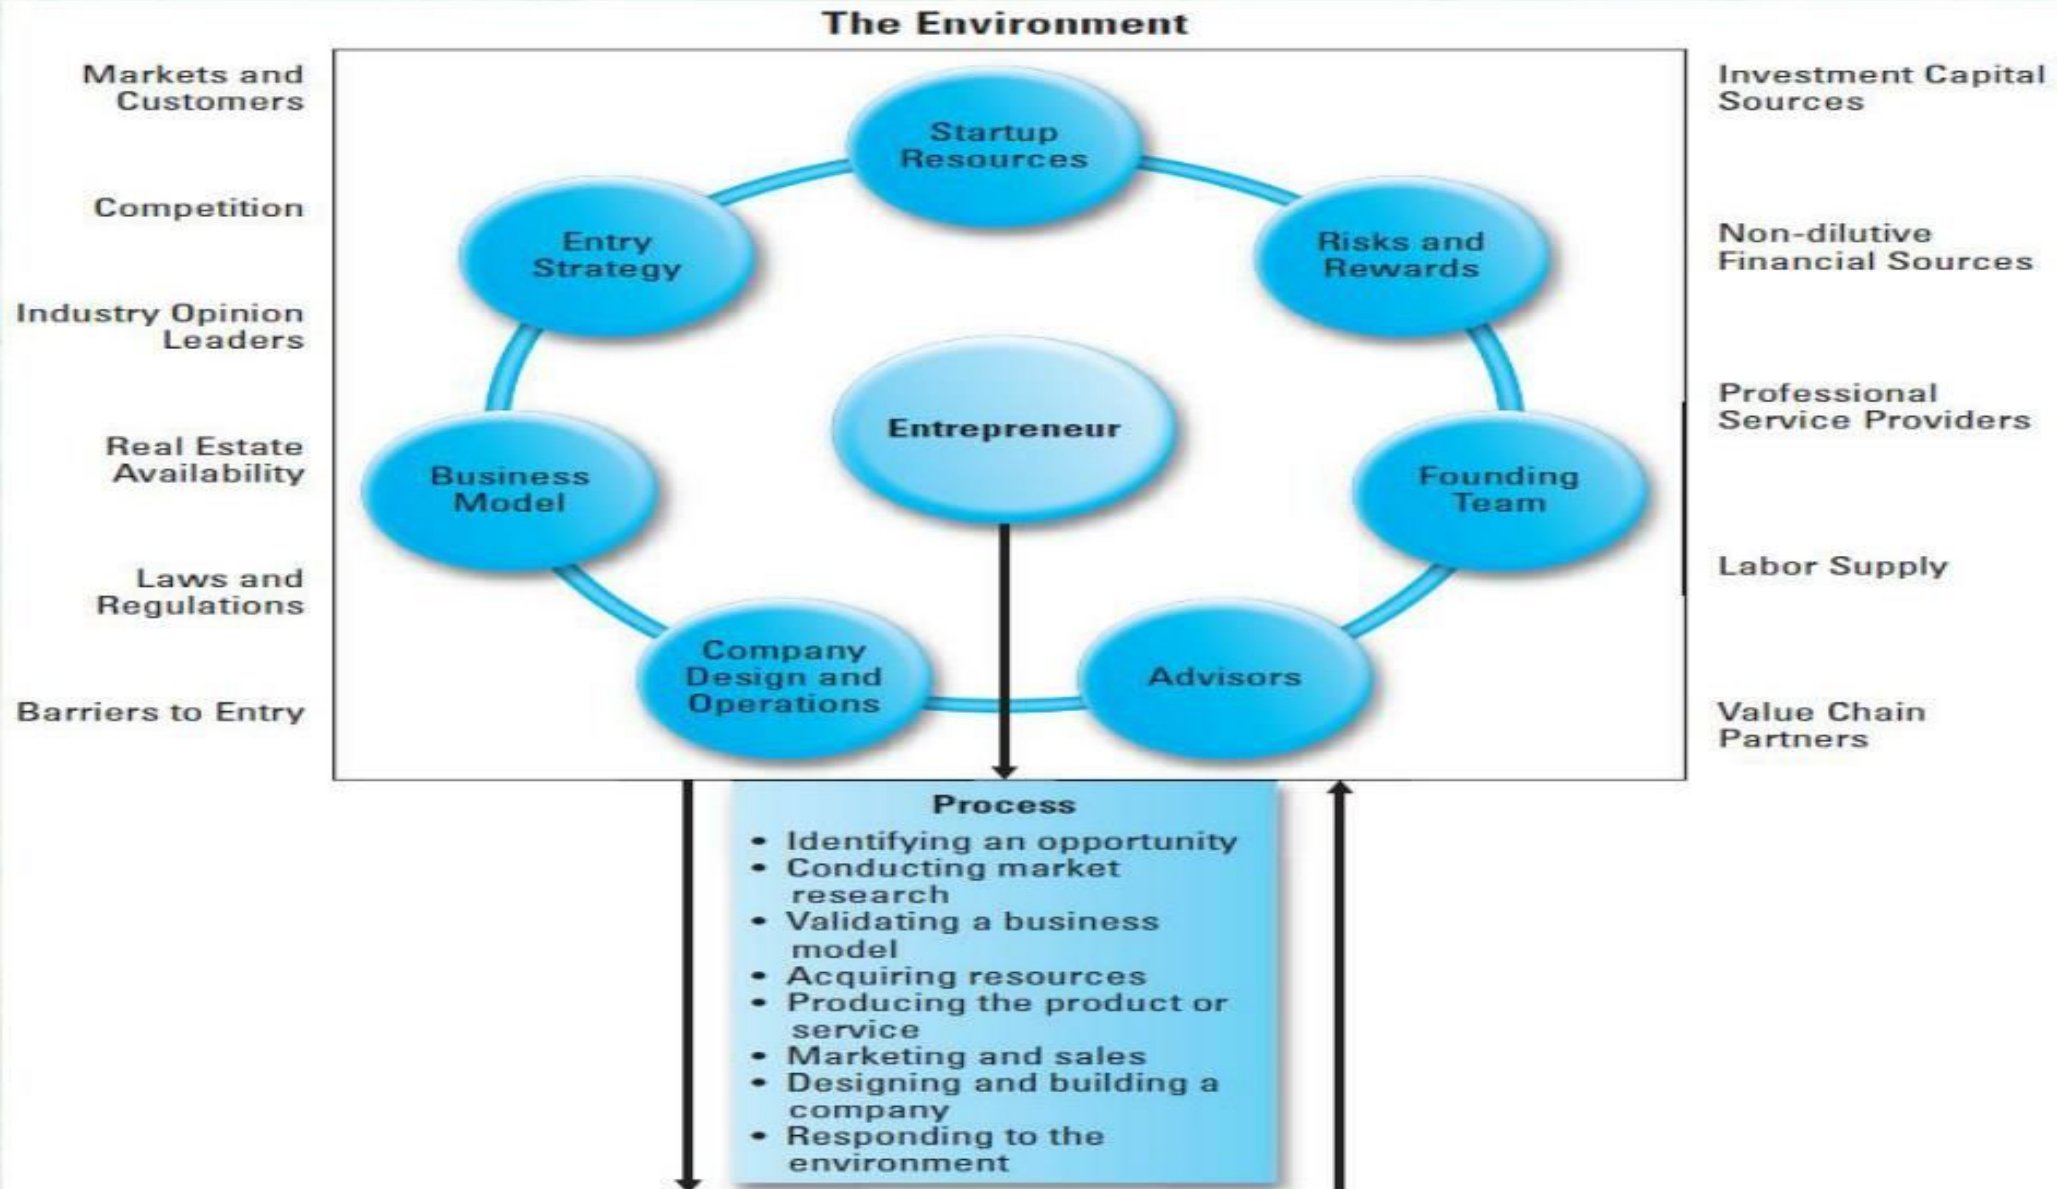 The Environment
Markets and
Customers
Competition
Industry Opinion
Leaders
Real Estate
Availability
Laws and
Regulations
Barriers to Entry
Startup
Resources
Entry
Strategy
Risks and
Rewards
Entrepreneur
Business
Model
Founding
Team
Company
Design and
Operations
Advisors
Investment Capital
Sources
Non-dilutive
Financial Sources
Professional
Service Providers
Labor Supply
Value Chain
Partners
Process
• Identifying an opportunity
• Conducting market
research
• Validating a business
model
• Acquiring resources
• Producing the product or
service
• Marketing and sales
• Designing and building a
company
• Responding to the
environment